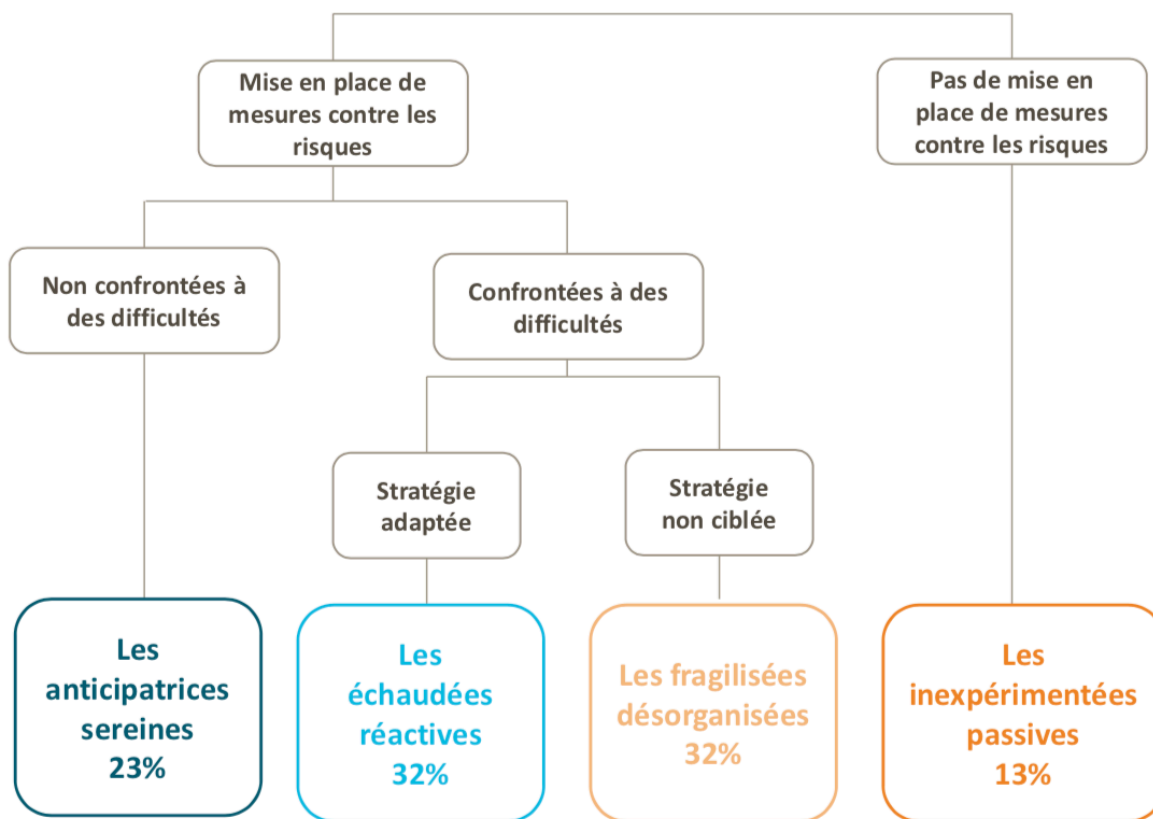 Mise en place de
mesures contre les
risques
Pas de mise en
place de mesures
contre les risques
Non confrontées à
des difficultés
Confrontées à des
difficultés
Stratégie
adaptée
Stratégie
non ciblée
Les
anticipatrices
sereines
23%
Les
échaudées
réactives
32%
Les fragilisées
désorganisées
32%
Les
inexpérimentées
passives
13%